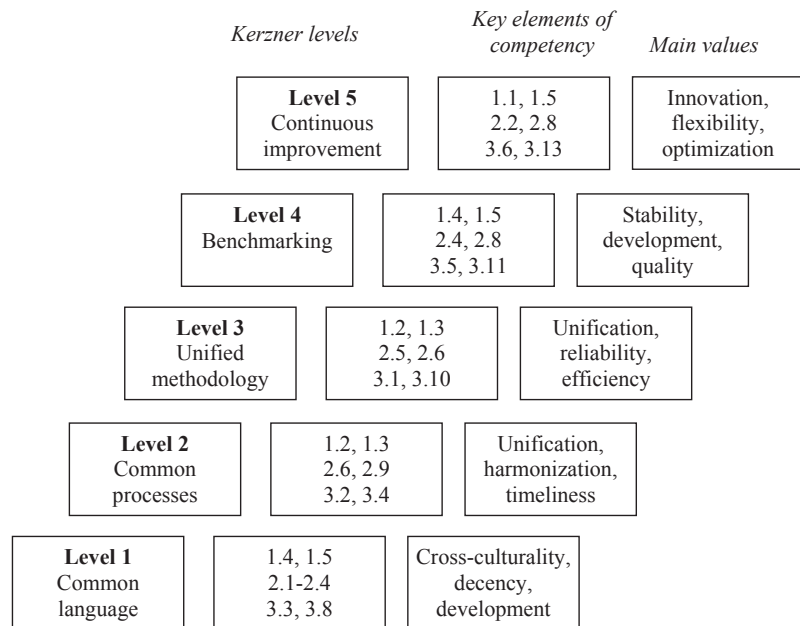 Kerzner levels
Key elements of
competency
Main values
Level 5
Continuous
improvement
1.1, 1.5
2.2, 2.8
3.6, 3.13
Innovation,
flexibility,
optimization
Level 4
Benchmarking
1.4, 1.5
2.4, 2.8
3.5, 3.11
Stability,
development,
quality
Level 3
Unified
methodology
1.2, 1.3
2.5, 2.6
3.1, 3.10
Unification,
reliability,
efficiency
Level 2
Common
processes
1.2, 1.3
2.6, 2.9
3.2, 3.4
Unification,
harmonization,
timeliness
Level 1
Common
language
1.4, 1.5
2.1-2.4
3.3, 3.8
Cross-culturality,
decency,
development